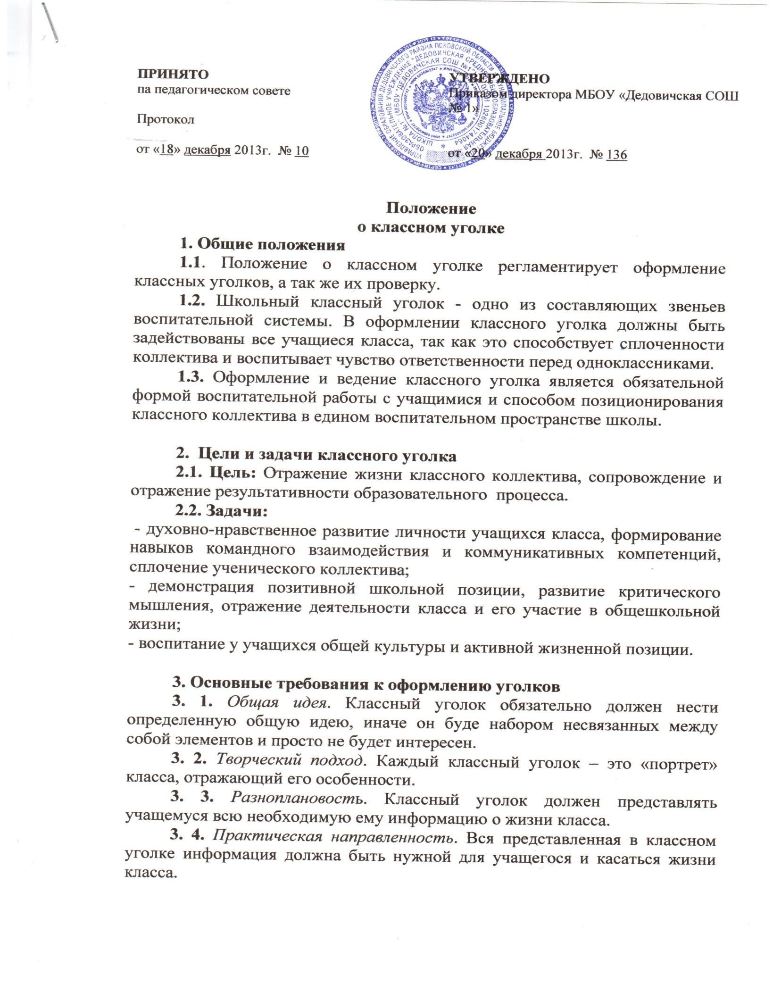 ПРИНЯТО
па педагогическом совете
Протокол
от «18» декабря 2013г. № 10
УТВЕРЖДЕНО
Приказом директора МБОУ «Дедовичская СОШ
№ 1»
от «20» декабря 2013г. № 136
Положение
о классном уголке
1. Общие положения
1.1. Положение о классном уголке регламентирует оформление
классных уголков, а так же их проверку.
1.2. Школьный классный уголок - одно из составляющих звеньев
воспитательной системы. В оформлении классного уголка должны быть
задействованы все учащиеся класса, так как это способствует сплоченности
коллектива и воспитывает чувство ответственности перед одноклассниками.
1.3. Оформление и ведение классного уголка является обязательной
формой воспитательной работы с учащимися и способом позиционирования
классного коллектива в едином воспитательном пространстве школы.
2. Цели и задачи классного уголка
2.1. Цель: Отражение жизни классного коллектива, сопровождение и
отражение результативности образовательного процесса.
2.2. Задачи:
- духовно-нравственное развитие личности учащихся класса, формирование
навыков командного взаимодействия и коммуникативных компетенций,
сплочение ученического коллектива;
- демонстрация позитивной школьной позиции, развитие критического
мышления, отражение деятельности класса и его участие в общешкольной
жизни;
- воспитание у учащихся общей культуры и активной жизненной позиции.
3. Основные требования к оформлению уголков
3. 1. Общая идея. Классный уголок обязательно должен нести
определенную общую идею, иначе он буде набором несвязанных между
собой элементов и просто не будет интересен.
3. 2. Творческий подход. Каждый классный уголок – это «портрет»
класса, отражающий его особенности.
3. 3. Разноплановость. Классный уголок должен представлять
учащемуся всю необходимую ему информацию о жизни класса.
3. 4. Практическая направленность. Вся представленная в классном
уголке информация должна быть нужной для учащегося и касаться жизни
класса.
УПРАВЛЕНИЕ ОБРАЗОВАНИЯ ДЕДОВИЧСКОГО РАЙОНА ПСКОВСКОЙ ОБЛАСТИ
ОБРАЗОВАТЕЛЬНОЕ УЧРЕЖДЕНИЕ "ДЕДОВИЧСКАЯ СРЕДНЯЯ ОБЩЕОБРАЗОВАТЕЛЬНАЯ
ШКОЛА №1" (МБОУ "ДЕДОВИЧСКАЯ СОШ №1") ОГРН 1026001744064
ИНН 6004002747